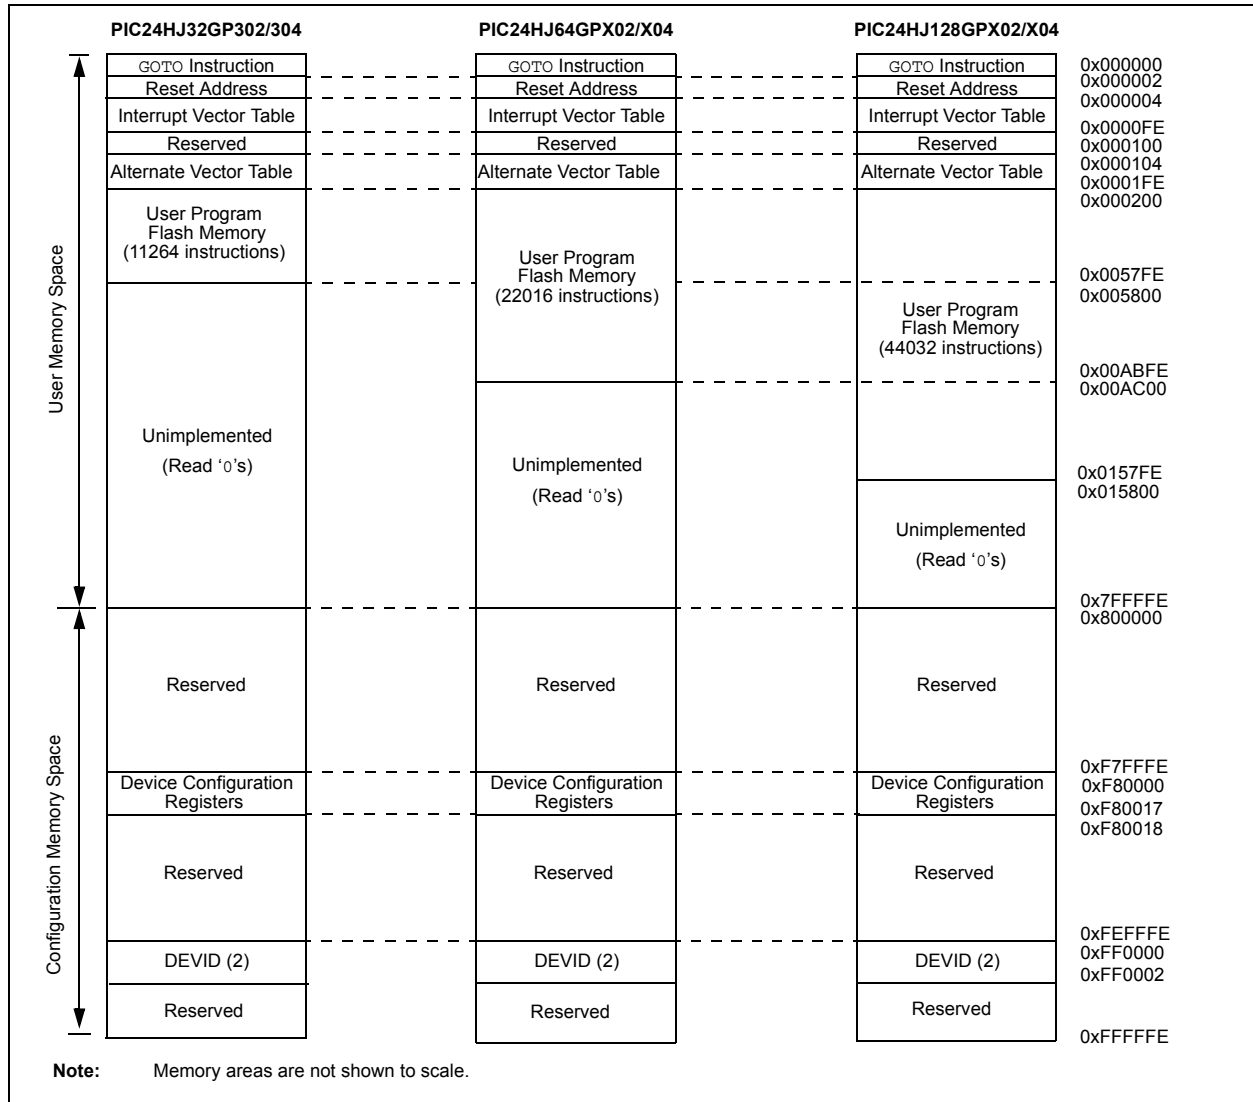 PIC24HJ32GP302/304 PIC24HJ64GPX02/X04 PIC24HJ128GPX02/X04
GOTO Instruction GOTO Instruction GOTO Instruction 0x000000
0x000002
Reset Address Reset Address Reset Address
0x000004
Interrupt Vector Table Interrupt Vector Table Interrupt Vector Table
0x0000FE
Reserved Reserved Reserved 0x000100
0x000104
Alternate Vector Table Alternate Vector Table Alternate Vector Table
0x0001FE
0x000200
User Program
Flash Memory
(11264 instructions)
User Program
Flash Memory
(22016 instructions)
0x0057FE
0x005800
User Program
Flash Memory
(44032 instructions)
0x00ABFE
0x00AC00
User Memory Space
Unimplemented
(Read ‘0’s)
Unimplemented
(Read ‘0’s)
0x0157FE
0x015800
Unimplemented
(Read ‘0’s)
0x7FFFFE
0x800000
Reserved Reserved Reserved
0xF7FFFE
Device Configuration
Registers
Device Configuration
Registers
Device Configuration
Registers
0xF80000
0xF80017
0xF80018
Configuration Memory Space
Reserved Reserved Reserved
0xFEFFFE
0xFF0000
DEVID (2) DEVID (2) DEVID (2)
0xFF0002
Reserved Reserved Reserved
0xFFFFFE
Note: Memory areas are not shown to scale.